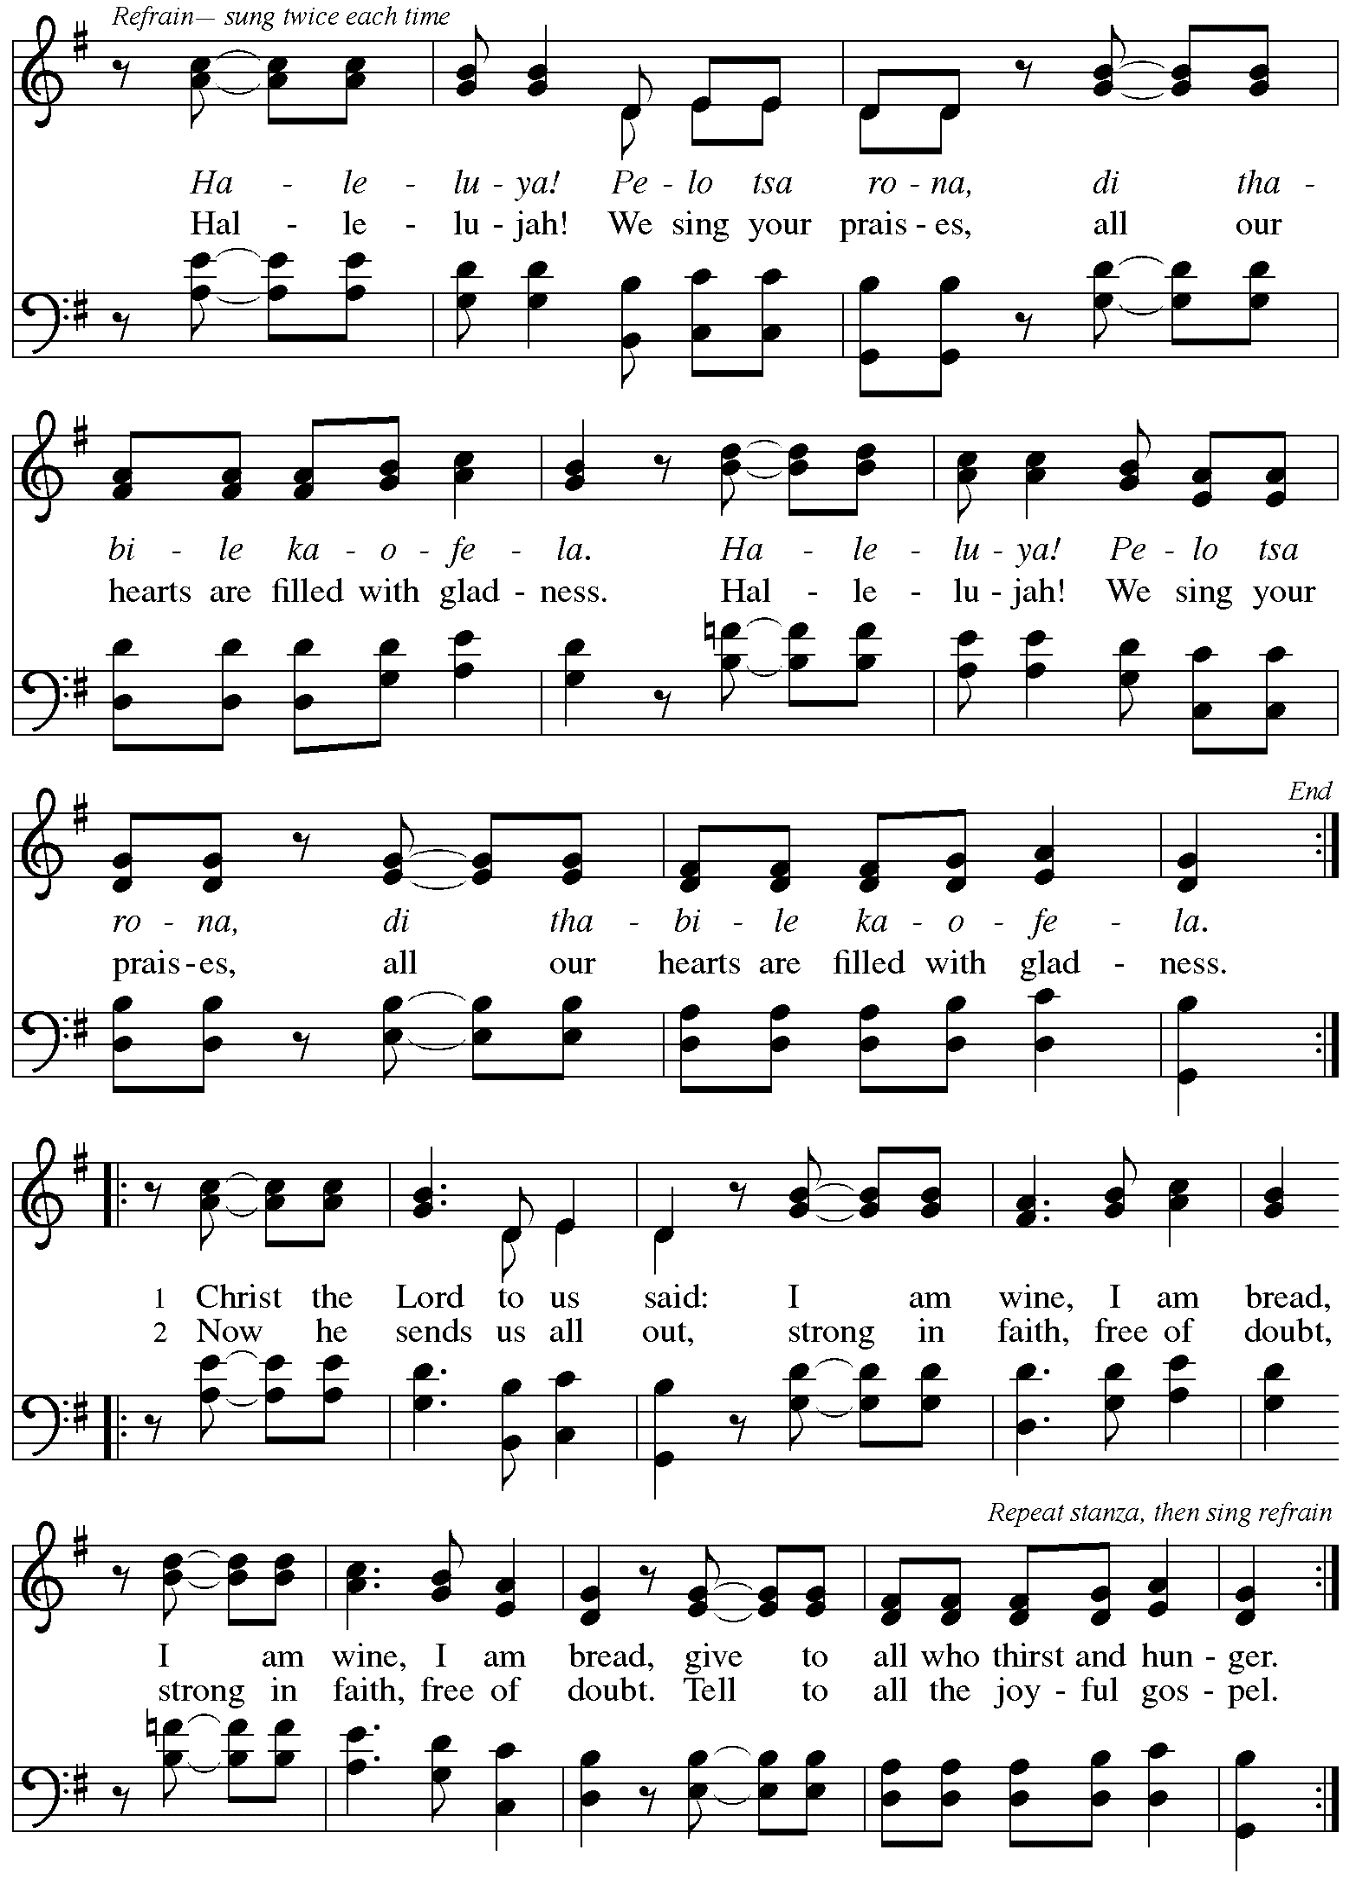 Refrain— sung twice each time
Ha - le - lu - ya! Pe - lo tsa ro - na, di tha -
Hal - le - lu - jah! We sing your prais - es, all our
bi - le ka - o - fe - la. Ha - le - lu - ya! Pe - lo tsa
hearts are filled with glad - ness. Hal - le - lu - jah! We sing your
End
ro - na, di tha - bi - le ka - o - fe - la.
prais - es, all our hearts are filled with glad - ness.
1 Christ the Lord to us said: I am wine, I am bread,
2 Now he sends us all out, strong in faith, free of doubt,
Repeat stanza, then sing refrain
I am wine, I am bread, give to all who thirst and hun - ger.
strong in faith, free of doubt. Tell to all the joy - ful gos - pel.